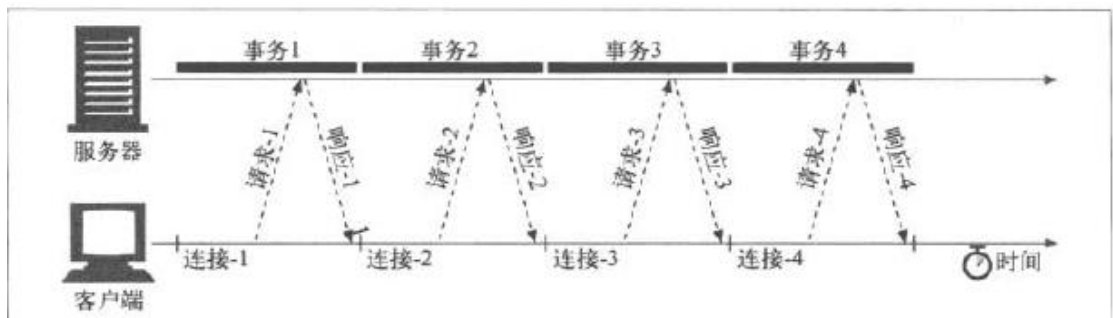 事务1 事务2 事务3 事务4
服务器
请求-1 响应-1 请求-2 响应-2 请求-3 响应-3 请求-4 响应-4
连接-1 连接-2 连接-3 连接-4 时间
客户端